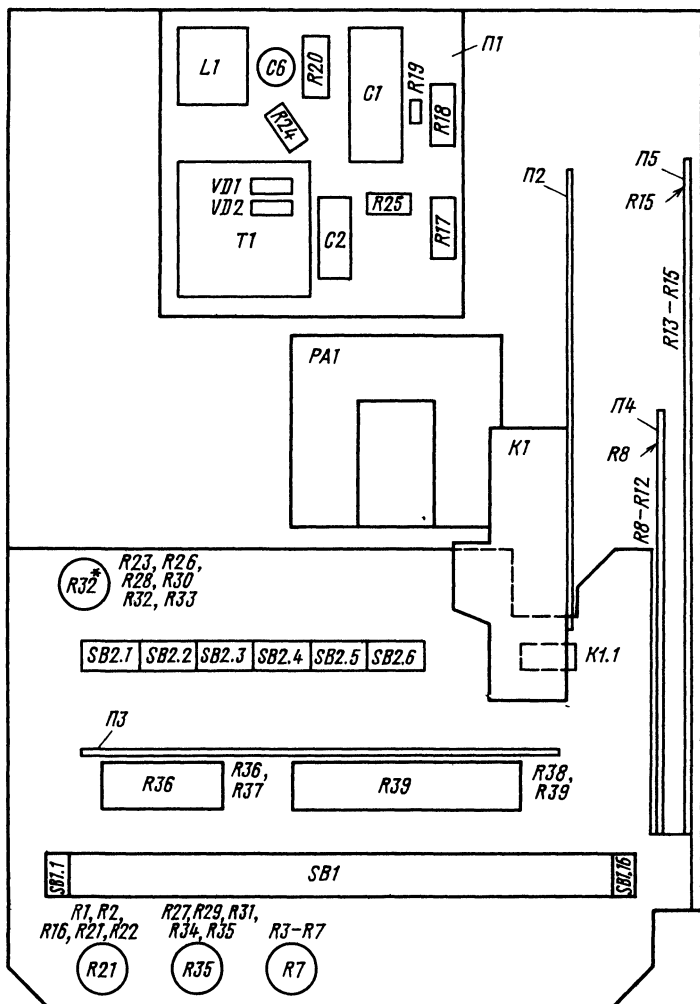 L1
C6
R20
C1
R19
П1
R18
R24
VD1
VD2
T1
C2
R25
R17
П2
П5
R15
R13–R15
PA1
K1
П4
R8
R8–R12
R32*
R23, R26,
R28, R30
R32, R33
SB2.1 SB2.2 SB2.3 SB2.4 SB2.5 SB2.6
K1.1
П3
R36
R36,
R37
R39
R38,
R39
SB1.1
SB1
SB1.16
R1, R2,
R16, R21, R22
R27, R29, R31,
R34, R35
R3–R7
R21
R35
R7